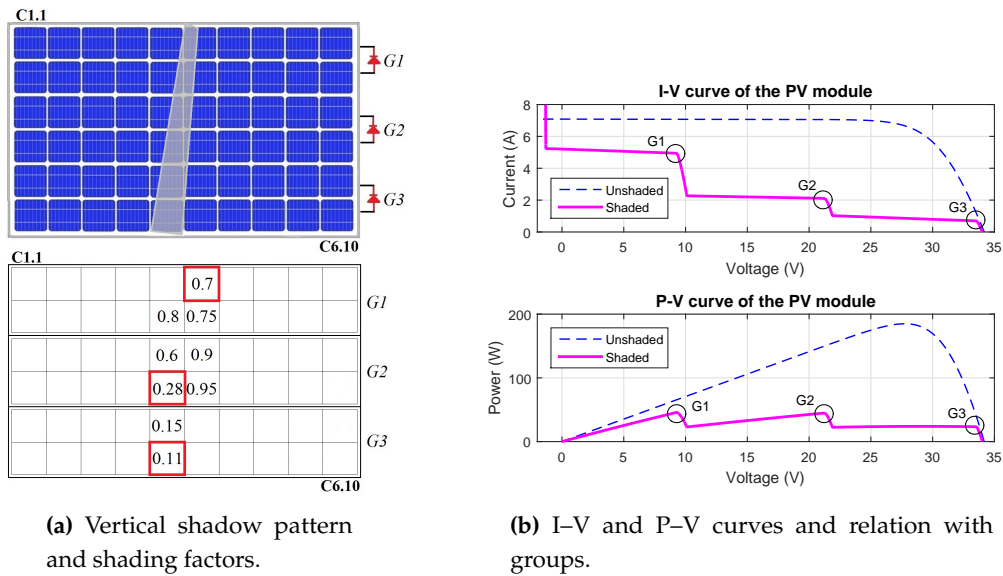 C1.1
G1
G2
G3
C6.10
C1.1
0.7
0.8 0.75
G1
0.6 0.9
0.28 0.95
G2
0.15
0.11
G3
C6.10
(a) Vertical shadow pattern
and shading factors.
I-V curve of the PV module
8
6
4
2
0
Current (A)
G1
G2
G3
Unshaded
Shaded
0 5 10 15 20 25 30 35
Voltage (V)
P-V curve of the PV module
200
100
0
Power (W)
Unshaded
Shaded
G1
G2
G3
0 5 10 15 20 25 30 35
Voltage (V)
(b) I–V and P–V curves and relation with
groups.